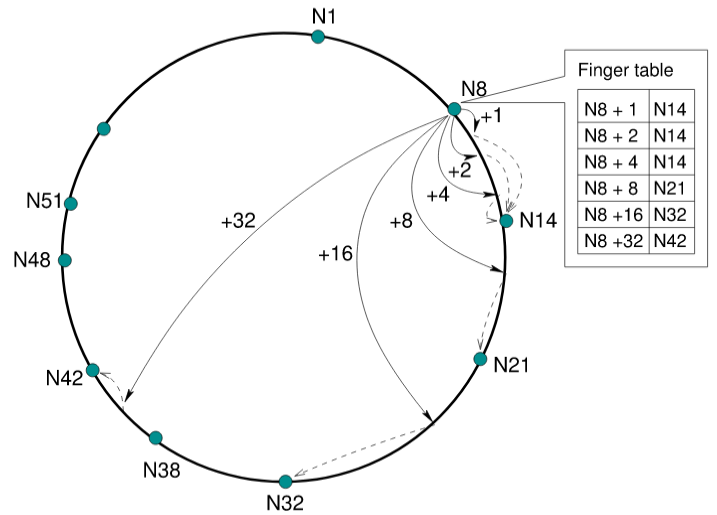 N1
N8
Finger table
N8 + 1 N14
N8 + 2 N14
N8 + 4 N14
N8 + 8 N21
N8 +16 N32
N8 +32 N42
+1
+2
+4
+8
+16
+32
N14
N21
N32
N38
N42
N48
N51